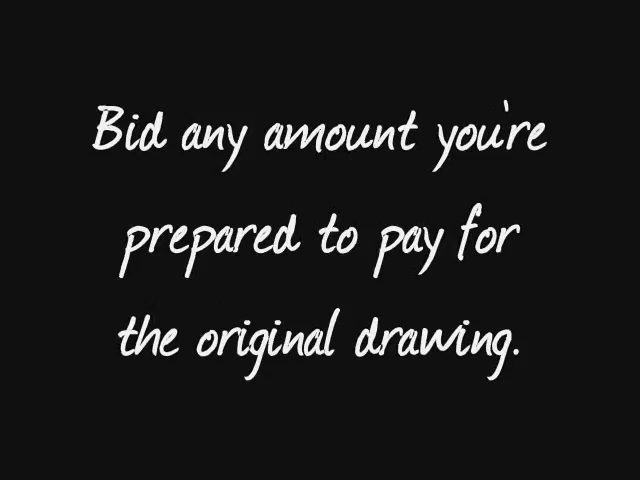 Bid any amount you're
prepared to pay for
the original drawing.